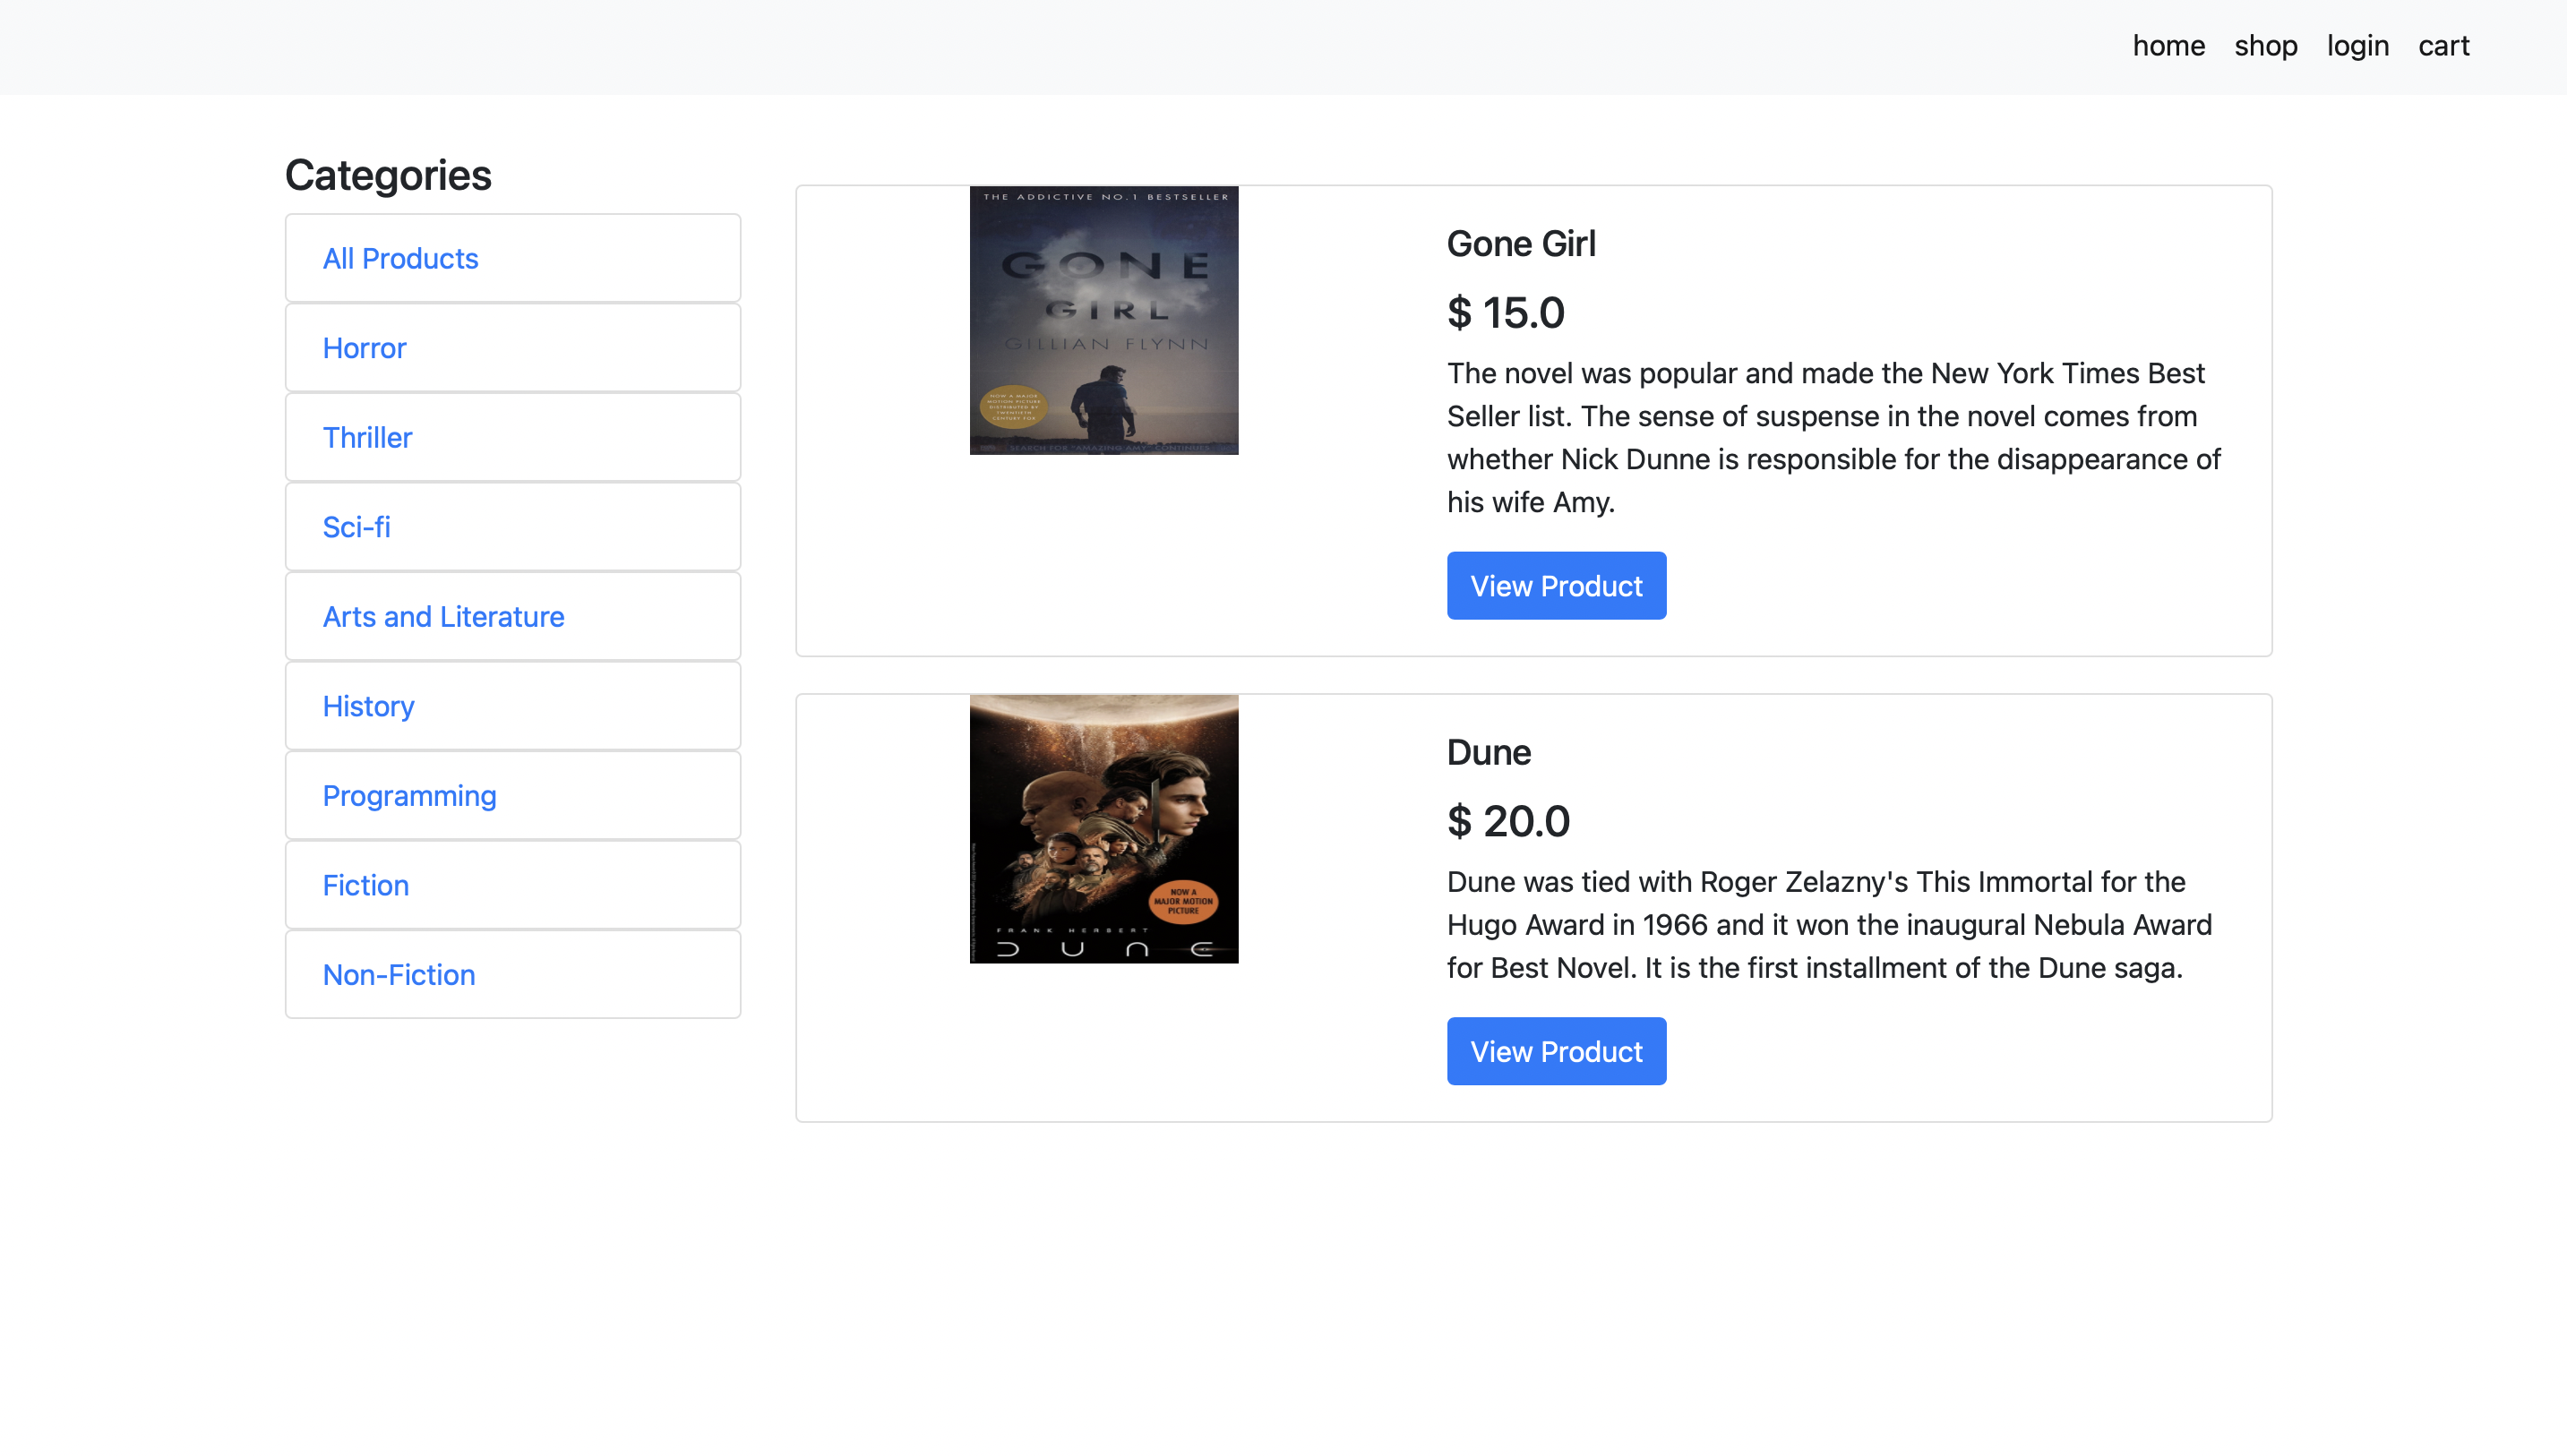 home shop login cart
Categories
All Products
Horror
Thriller
Sci-fi
Arts and Literature
History
Programming
Fiction
Non-Fiction
THE ADDICTIVE NO.1 BESTSELLER
GONE
GIRL
GILLIAN FLYNN
NOW A MAJOR
MOTION PICTURE
DISTRIBUTED BY
TWENTIETH
CENTURY FOX
Gone Girl
$ 15.0
The novel was popular and made the New York Times Best
Seller list. The sense of suspense in the novel comes from
whether Nick Dunne is responsible for the disappearance of
his wife Amy.
View Product
NOW A
MAJOR MOTION
PICTURE
FRANK HERBERT
DUNE
Dune
$ 20.0
Dune was tied with Roger Zelazny's This Immortal for the
Hugo Award in 1966 and it won the inaugural Nebula Award
for Best Novel. It is the first installment of the Dune saga.
View Product